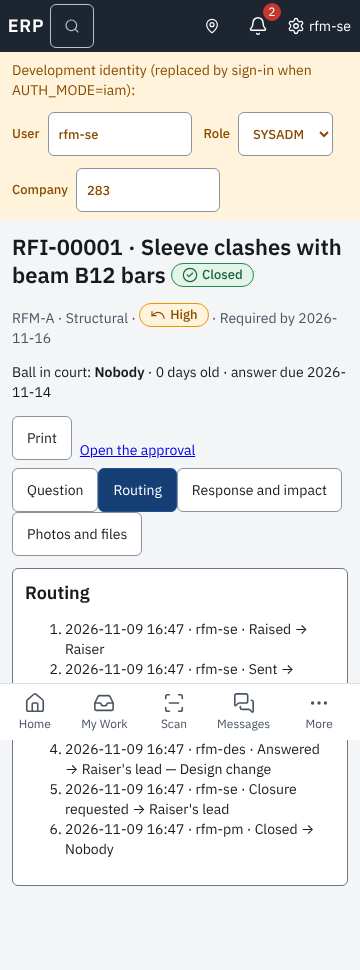 ERP
2
rfm-se
Development identity (replaced by sign-in when
AUTH_MODE=iam):
User rfm-se Role SYSADM
Company 283
RFI-00001 · Sleeve clashes with
beam B12 bars Closed
RFM-A · Structural · High · Required by 2026-
11-16
Ball in court: Nobody · 0 days old · answer due 2026-
11-14
Print Open the approval
Question Routing Response and impact
Photos and files
Routing
1. 2026-11-09 16:47 · rfm-se · Raised →
Raiser
2. 2026-11-09 16:47 · rfm-se · Sent →
Home My Work Scan Messages More
4. 2026-11-09 16:47 · rfm-des · Answered
→ Raiser's lead — Design change
5. 2026-11-09 16:47 · rfm-se · Closure
requested → Raiser's lead
6. 2026-11-09 16:47 · rfm-pm · Closed →
Nobody